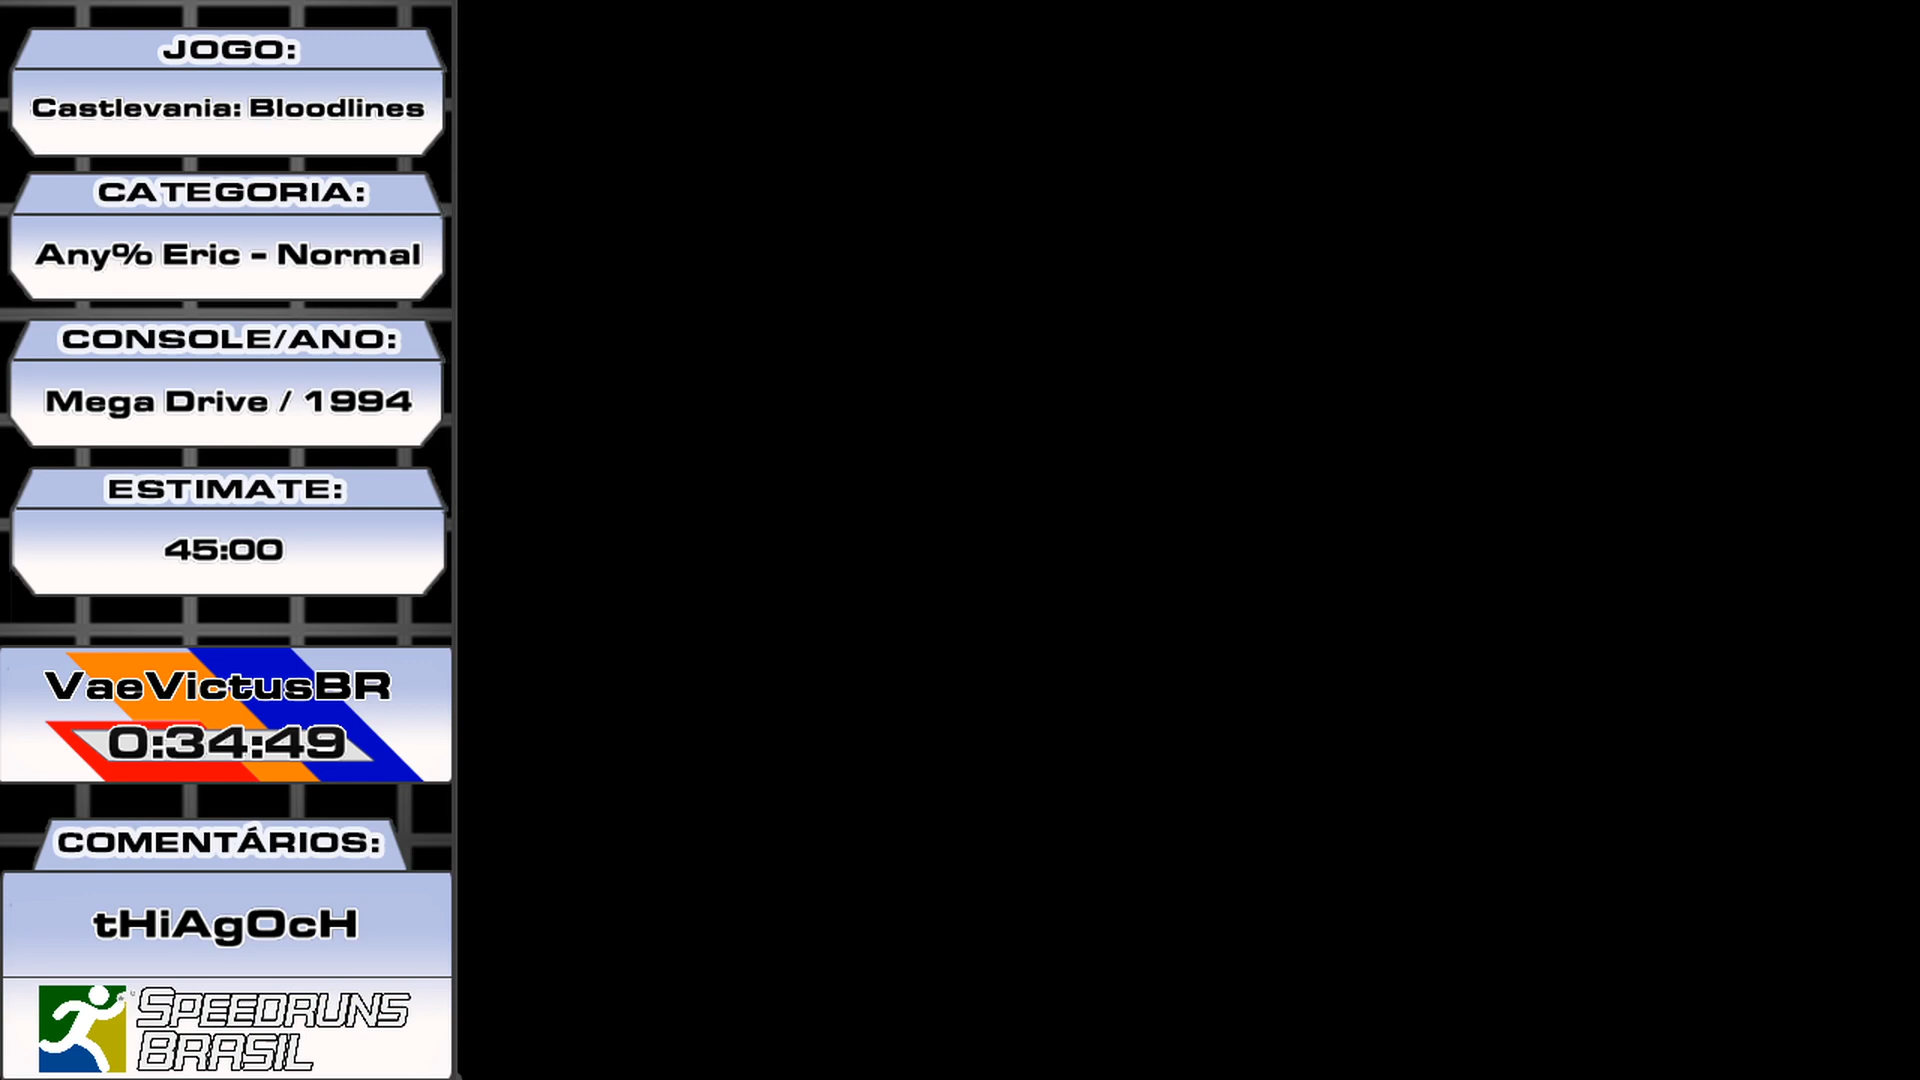 JOGO:
Castlevania: Bloodlines
CATEGORIA:
Any% Eric - Normal
CONSOLE/ANO:
Mega Drive / 1994
ESTIMATE:
45:00
VaeVictusBR
0:34:49
COMENTÁRIOS:
tHiAgOcH
SPEEDRUNS
BRASIL